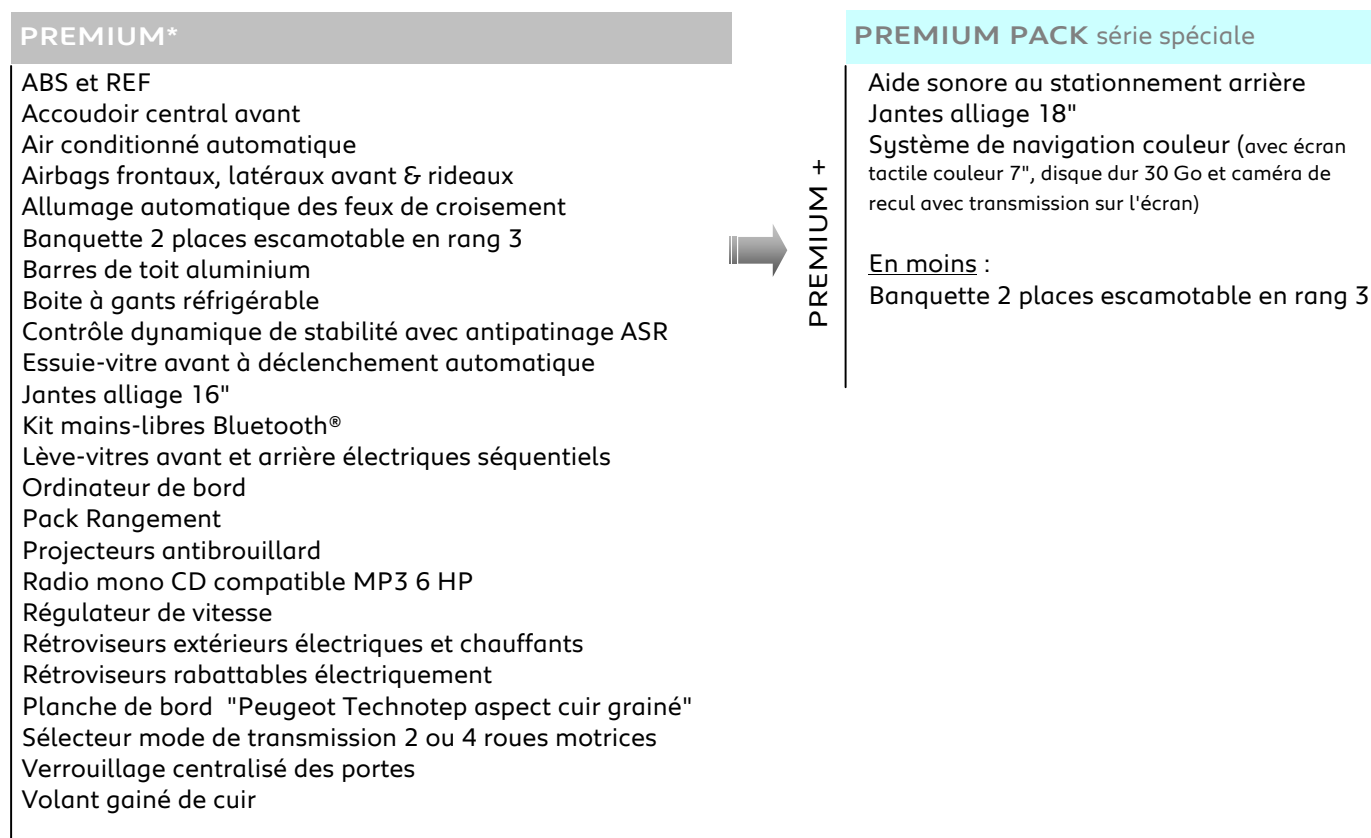 PREMIUM*
ABS et REF
Accoudoir central avant
Air conditionné automatique
Airbags frontaux, latéraux avant & rideaux
Allumage automatique des feux de croisement
Banquette 2 places escamotable en rang 3
Barres de toit aluminium
Boite à gants réfrigérable
Contrôle dynamique de stabilité avec antipatinage ASR
Essuie-vitre avant à déclenchement automatique
Jantes alliage 16"
Kit mains-libres Bluetooth®
Lève-vitres avant et arrière électriques séquentiels
Ordinateur de bord
Pack Rangement
Projecteurs antibrouillard
Radio mono CD compatible MP3 6 HP
Régulateur de vitesse
Rétroviseurs extérieurs électriques et chauffants
Rétroviseurs rabattables électriquement
Planche de bord  "Peugeot Technotep aspect cuir grainé"
Sélecteur mode de transmission 2 ou 4 roues motrices
Verrouillage centralisé des portes
Volant gainé de cuir
PREMIUM +
PREMIUM PACK série spéciale
Aide sonore au stationnement arrière
Jantes alliage 18"
Système de navigation couleur (avec écran
tactile couleur 7", disque dur 30 Go et caméra de
recul avec transmission sur l'écran)
En moins :
Banquette 2 places escamotable en rang 3